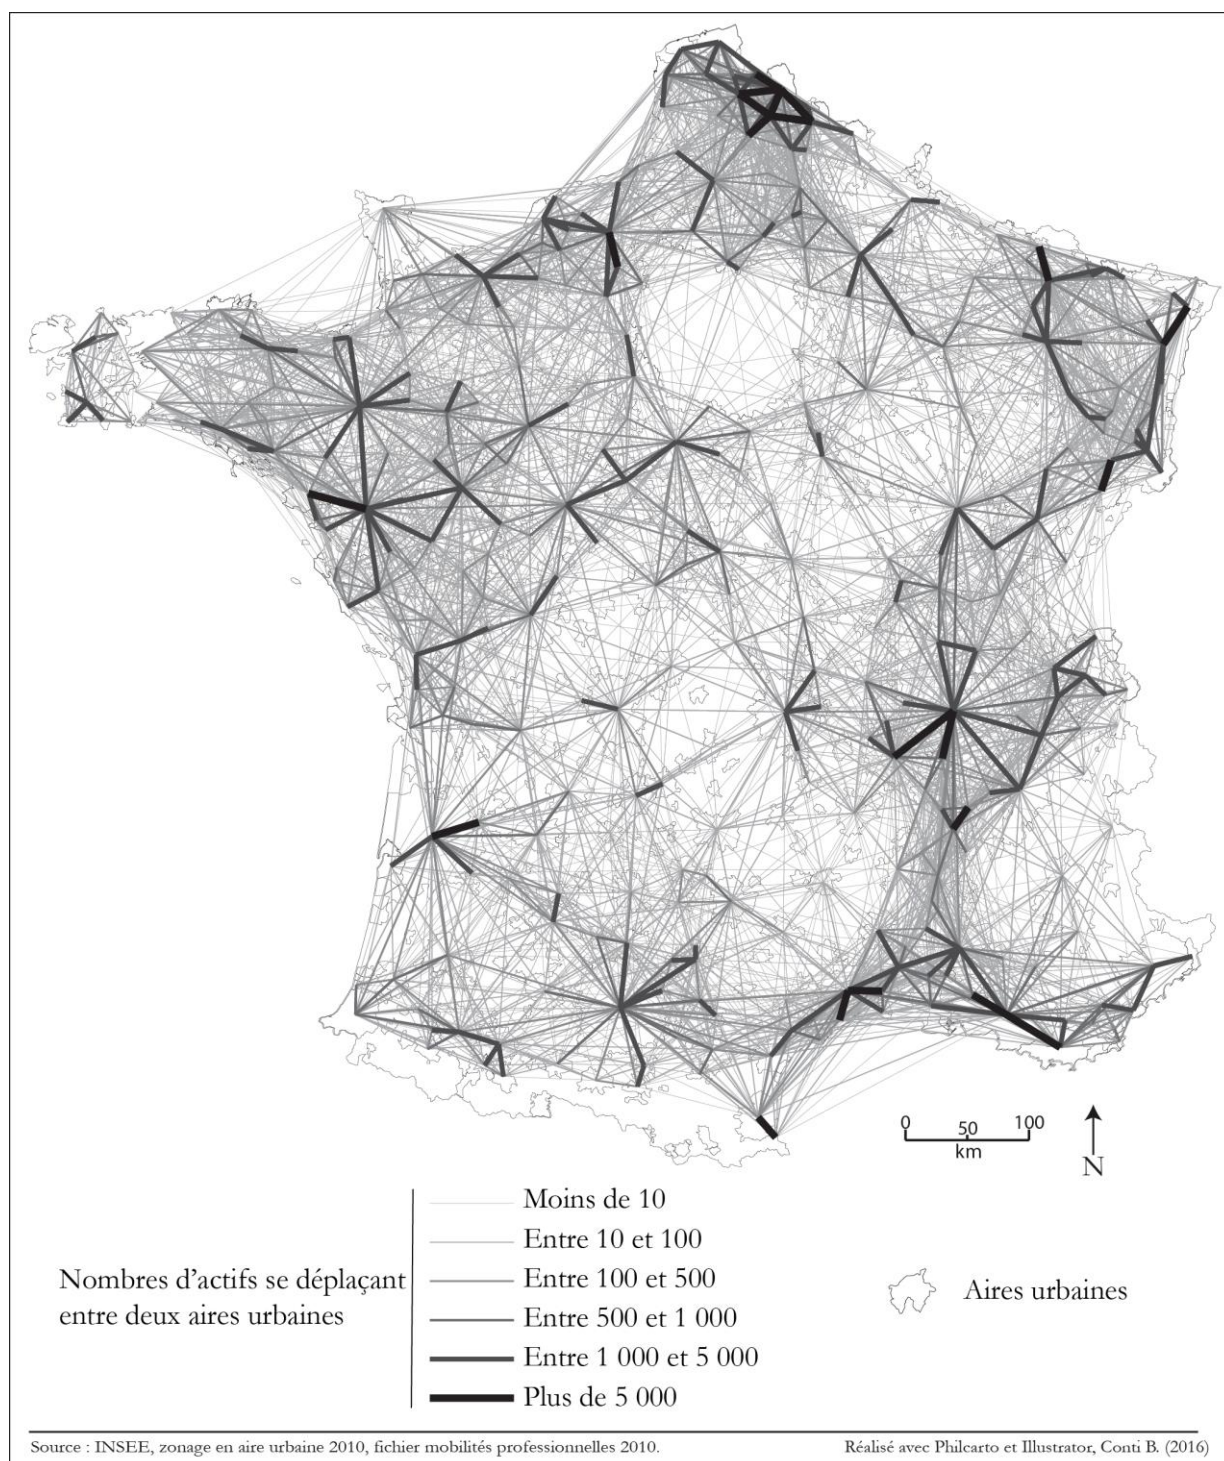 0 50 100
km
N
Moins de 10
Entre 10 et 100
Nombres d'actifs se déplaçant
entre deux aires urbaines
Entre 100 et 500
Entre 500 et 1 000
Entre 1 000 et 5 000
Plus de 5 000
Aires urbaines
Source : INSEE, zonage en aire urbaine 2010, fichier mobilités professionnelles 2010.
Réalisé avec Philcarto et Illustrator, Conti B. (2016)